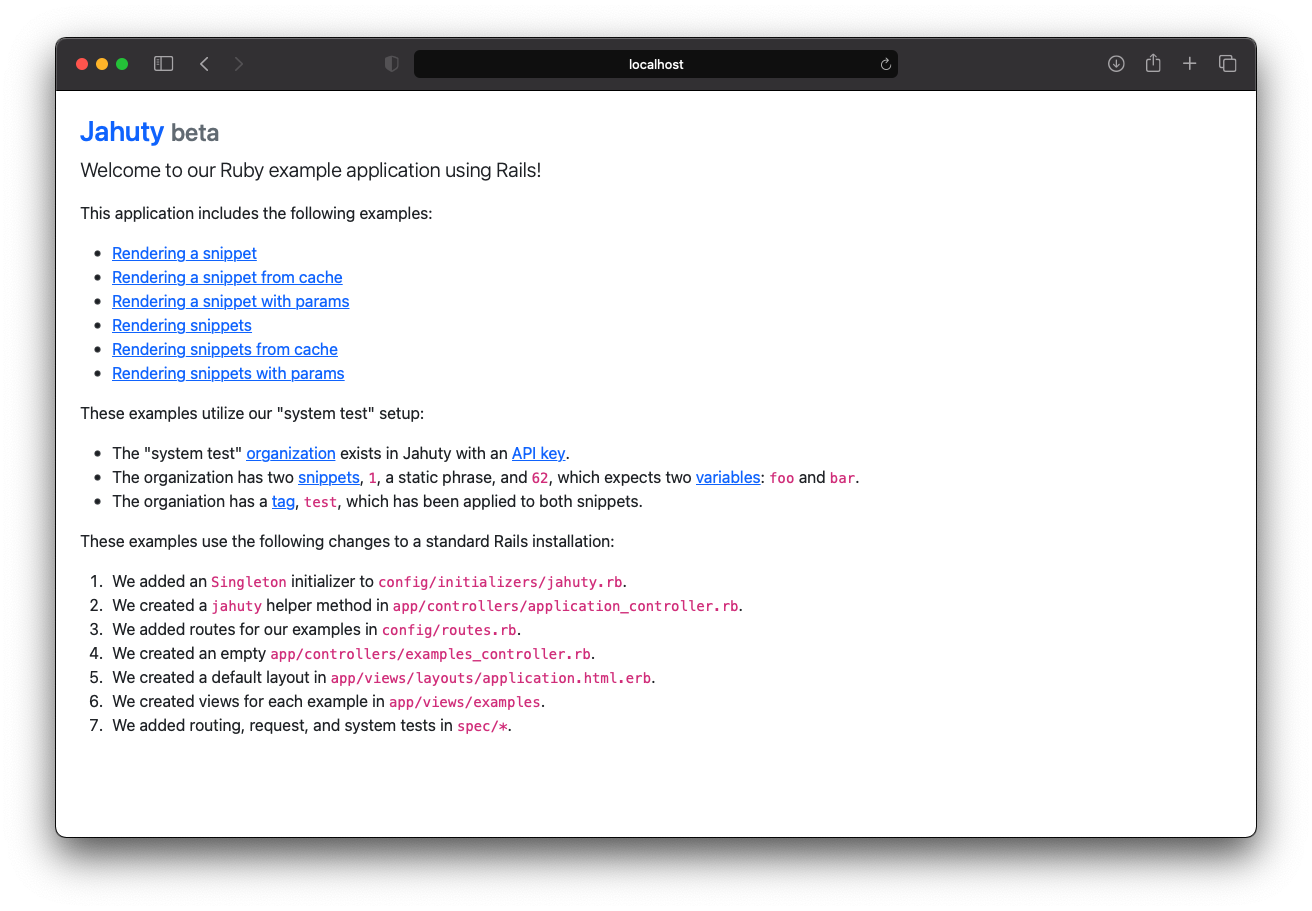 localhost
Jahuty beta
Welcome to our Ruby example application using Rails!
This application includes the following examples:
• Rendering a snippet
• Rendering a snippet from cache
• Rendering a snippet with params
• Rendering snippets
• Rendering snippets from cache
• Rendering snippets with params
These examples utilize our "system test" setup:
• The "system test" organization exists in Jahuty with an API key.
• The organization has two snippets, 1, a static phrase, and 62, which expects two variables: foo and bar.
• The organiation has a tag, test, which has been applied to both snippets.
These examples use the following changes to a standard Rails installation:
1. We added an Singleton initializer to config/initializers/jahuty.rb.
2. We created a jahuty helper method in app/controllers/application_controller.rb.
3. We added routes for our examples in config/routes.rb.
4. We created an empty app/controllers/examples_controller.rb.
5. We created a default layout in app/views/layouts/application.html.erb.
6. We created views for each example in app/views/examples.
7. We added routing, request, and system tests in spec/*.